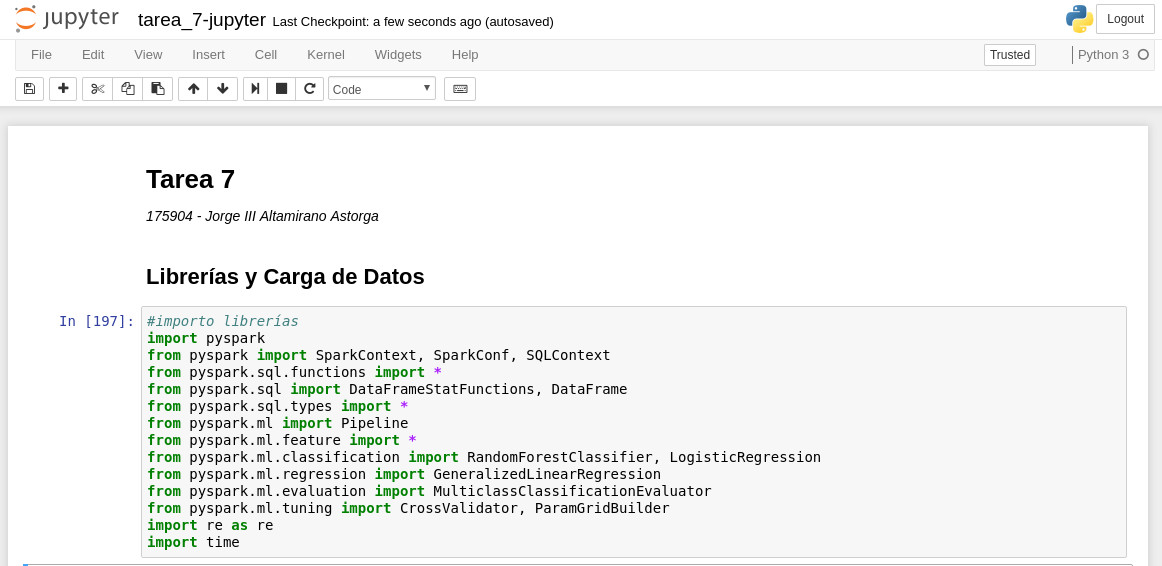 jupyter tarea_7-jupyter Last Checkpoint: a few seconds ago (autosaved) Logout
File Edit View Insert Cell Kernel Widgets Help Trusted Python 3
Code
Tarea 7
175904 - Jorge III Altamirano Astorga
Librerías y Carga de Datos
In [197]: #importo librerías
import pyspark
from pyspark import SparkContext, SparkConf, SQLContext
from pyspark.sql.functions import *
from pyspark.sql import DataFrameStatFunctions, DataFrame
from pyspark.sql.types import *
from pyspark.ml import Pipeline
from pyspark.ml.feature import *
from pyspark.ml.classification import RandomForestClassifier, LogisticRegression
from pyspark.ml.regression import GeneralizedLinearRegression
from pyspark.ml.evaluation import MulticlassClassificationEvaluator
from pyspark.ml.tuning import CrossValidator, ParamGridBuilder
import re as re
import time